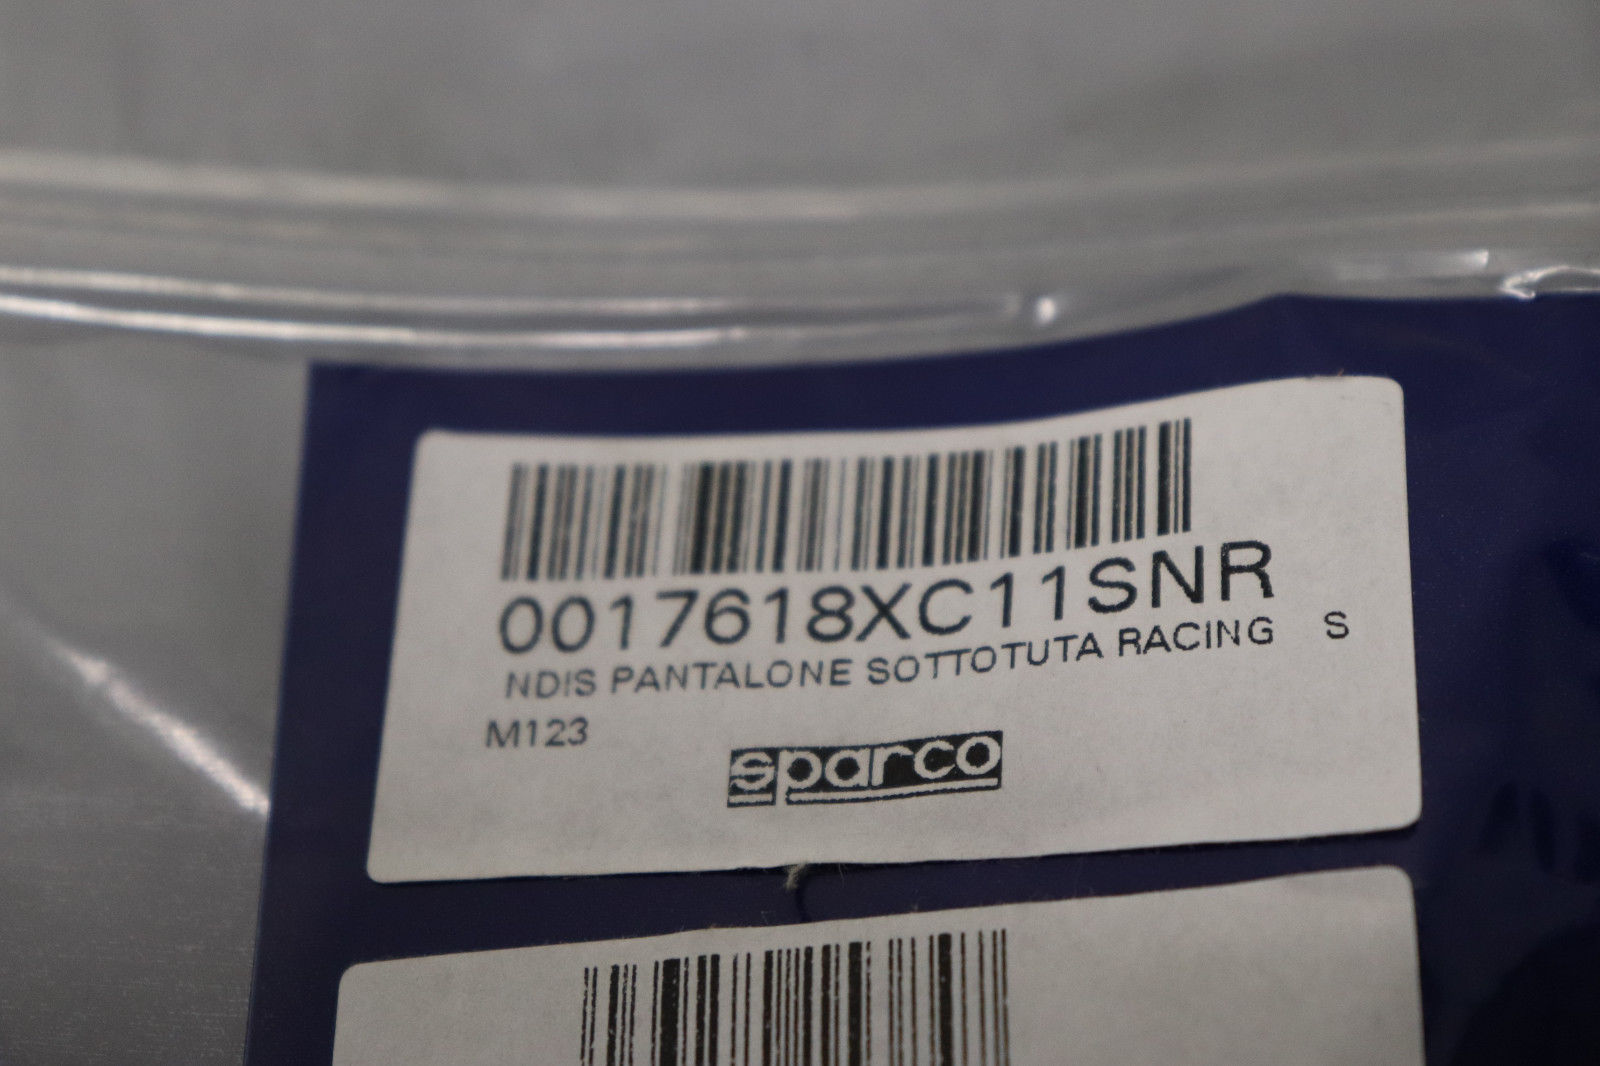 0017618XC11SNR
NDIS PANTALONE SOTTOTUTA RACING S
M123
sparco